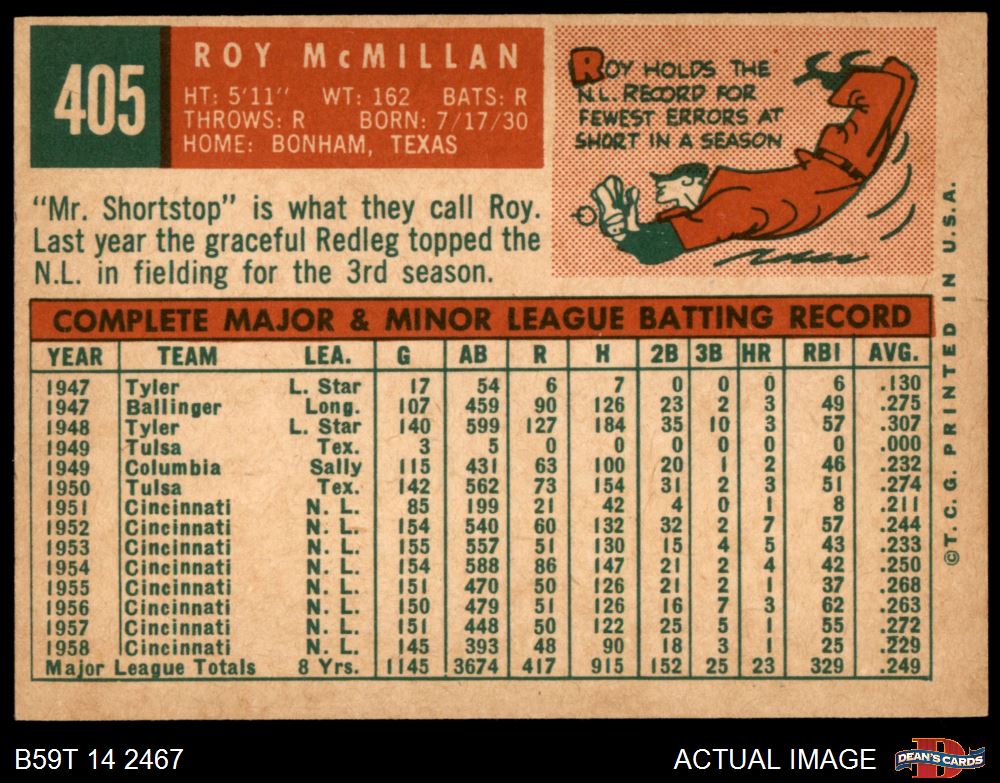 405
ROY McMILLAN
HT: 5'11" WT: 162 BATS: R
THROWS: R BORN: 7/17/30
HOME: BONHAM, TEXAS
ROY HOLDS THE
N.L. RECORD FOR
FEWEST ERRORS AT
SHORT IN A SEASON
"Mr. Shortstop" is what they call Roy.
Last year the graceful Redleg topped the
N.L. in fielding for the 3rd season.
COMPLETE MAJOR & MINOR LEAGUE BATTING RECORD
YEAR TEAM LEA. G AB R H 2B 3B HR RBI AVG.
1947 Tyler L. Star 17 54 6 7 0 0 0 6 .130
1947 Ballinger Long. 107 459 90 126 23 2 3 49 .275
1948 Tyler L. Star 140 599 127 184 35 10 3 57 .307
1949 Tulsa Tex. 3 5 0 0 0 0 0 0 .000
1949 Columbia Sally 115 431 63 100 20 1 2 46 .232
1950 Tulsa Tex. 142 562 73 154 31 2 3 51 .274
1951 Cincinnati N. L. 85 199 21 42 4 0 1 8 .211
1952 Cincinnati N. L. 154 540 60 132 32 2 7 57 .244
1953 Cincinnati N. L. 155 557 51 130 15 4 5 43 .233
1954 Cincinnati N. L. 154 588 86 147 21 2 4 42 .250
1955 Cincinnati N. L. 151 470 50 126 21 2 1 37 .268
1956 Cincinnati N. L. 150 479 51 126 16 7 3 62 .263
1957 Cincinnati N. L. 151 448 50 122 25 5 1 55 .272
1958 Cincinnati N. L. 145 393 48 90 18 3 1 25 .229
Major League Totals 8 Yrs. 1145 3674 417 915 152 25 23 329 .249
©T.C.G. PRINTED IN U.S.A.
B59T 14 2467
ACTUAL IMAGE
D
DEAN'S CARDS